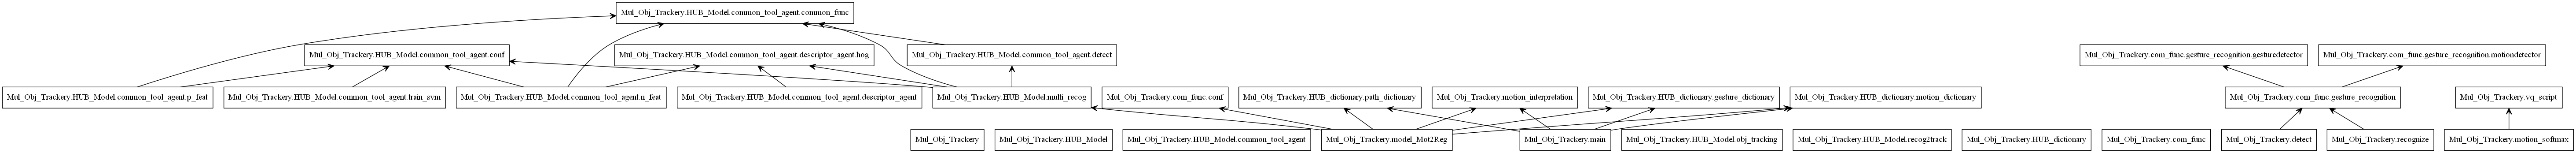 Mul_Obj_Trackery.HUB_Model.common_tool_agent.common_func
Mul_Obj_Trackery.HUB_Model.common_tool_agent.conf
Mul_Obj_Trackery.HUB_Model.common_tool_agent.descriptor_agent.hog
Mul_Obj_Trackery.HUB_Model.common_tool_agent.detect
Mul_Obj_Trackery.com_func.gesture_recognition.gesturedetector
Mul_Obj_Trackery.com_func.gesture_recognition.motiondetector
Mul_Obj_Trackery.HUB_Model.common_tool_agent.p_feat
Mul_Obj_Trackery.HUB_Model.common_tool_agent.train_svm
Mul_Obj_Trackery.HUB_Model.common_tool_agent.n_feat
Mul_Obj_Trackery.HUB_Model.common_tool_agent.descriptor_agent
Mul_Obj_Trackery.HUB_Model.multi_recog
Mul_Obj_Trackery.com_func.conf
Mul_Obj_Trackery.HUB_dictionary.path_dictionary
Mul_Obj_Trackery.motion_interpretation
Mul_Obj_Trackery.HUB_dictionary.gesture_dictionary
Mul_Obj_Trackery.HUB_dictionary.motion_dictionary
Mul_Obj_Trackery.com_func.gesture_recognition
Mul_Obj_Trackery.vq_script
Mul_Obj_Trackery
Mul_Obj_Trackery.HUB_Model
Mul_Obj_Trackery.HUB_Model.common_tool_agent
Mul_Obj_Trackery.model_Mot2Reg
Mul_Obj_Trackery.main
Mul_Obj_Trackery.HUB_Model.obj_tracking
Mul_Obj_Trackery.HUB_Model.recog2track
Mul_Obj_Trackery.HUB_dictionary
Mul_Obj_Trackery.com_func
Mul_Obj_Trackery.detect
Mul_Obj_Trackery.recognize
Mul_Obj_Trackery.motion_softmax